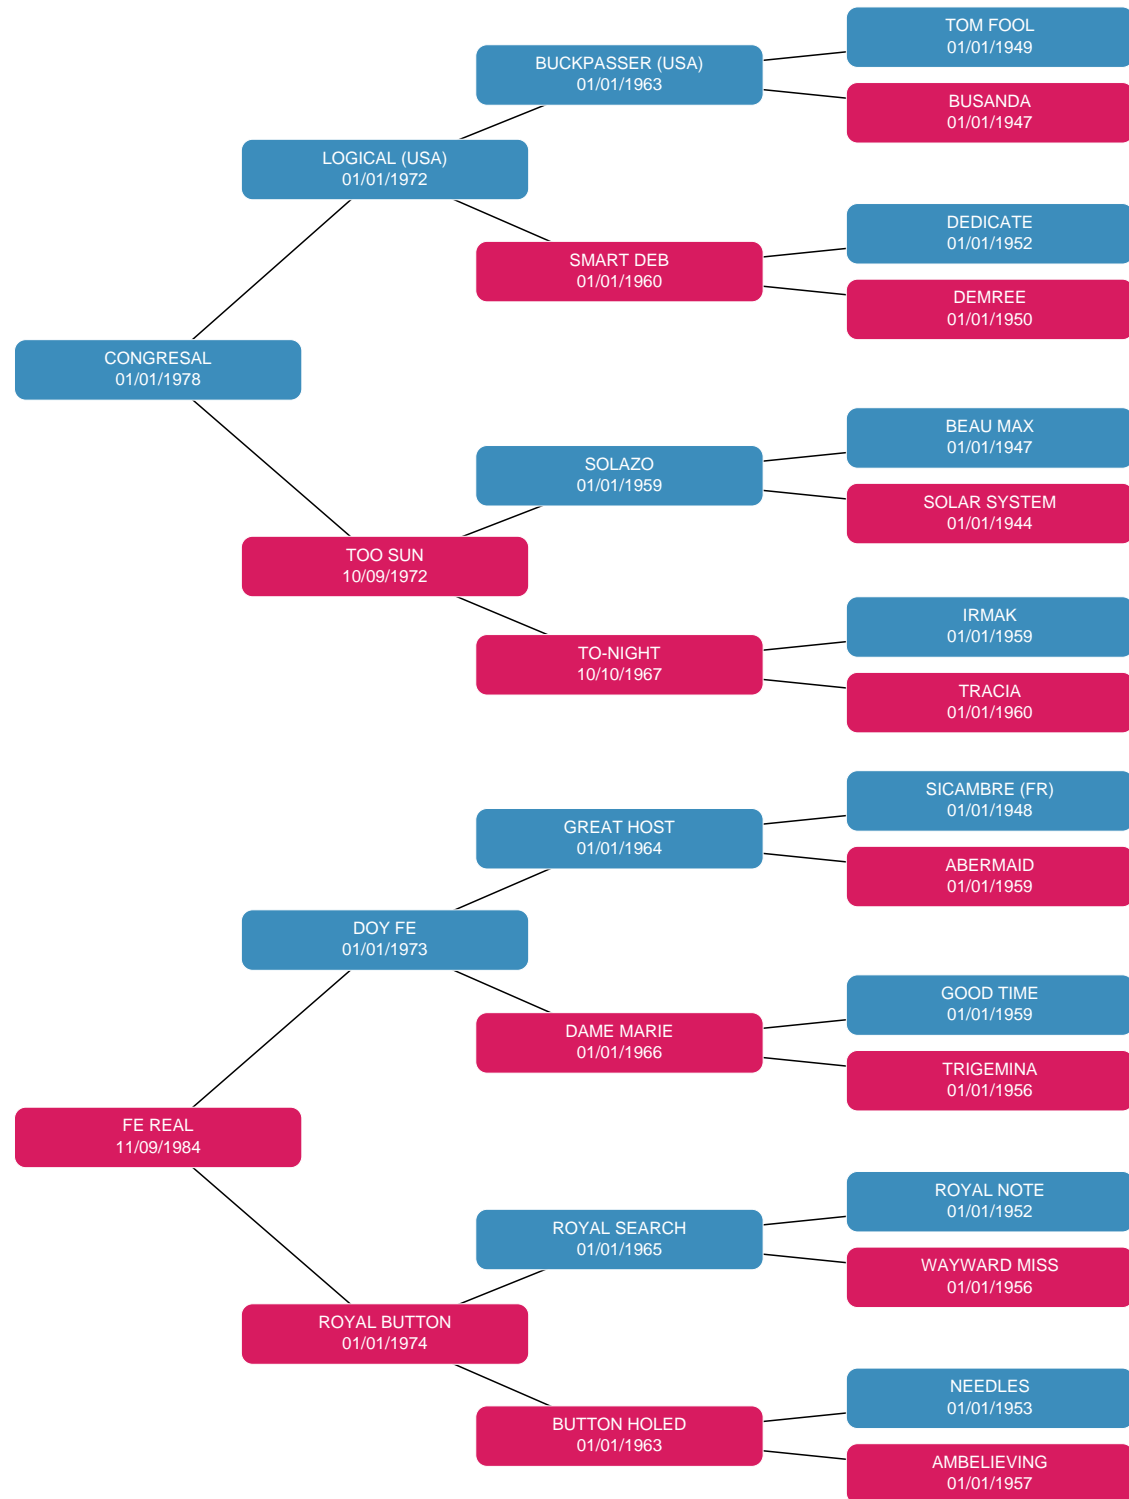 TOM FOOL
01/01/1949
BUCKPASSER (USA)
01/01/1963
BUSANDA
01/01/1947
LOGICAL (USA)
01/01/1972
DEDICATE
01/01/1952
SMART DEB
01/01/1960
DEMREE
01/01/1950
CONGRESAL
01/01/1978
BEAU MAX
01/01/1947
SOLAZO
01/01/1959
SOLAR SYSTEM
01/01/1944
TOO SUN
10/09/1972
IRMAK
01/01/1959
TO-NIGHT
10/10/1967
TRACIA
01/01/1960
SICAMBRE (FR)
01/01/1948
GREAT HOST
01/01/1964
ABERMAID
01/01/1959
DOY FE
01/01/1973
GOOD TIME
01/01/1959
DAME MARIE
01/01/1966
TRIGEMINA
01/01/1956
FE REAL
11/09/1984
ROYAL NOTE
01/01/1952
ROYAL SEARCH
01/01/1965
WAYWARD MISS
01/01/1956
ROYAL BUTTON
01/01/1974
NEEDLES
01/01/1953
BUTTON HOLED
01/01/1963
AMBELIEVING
01/01/1957